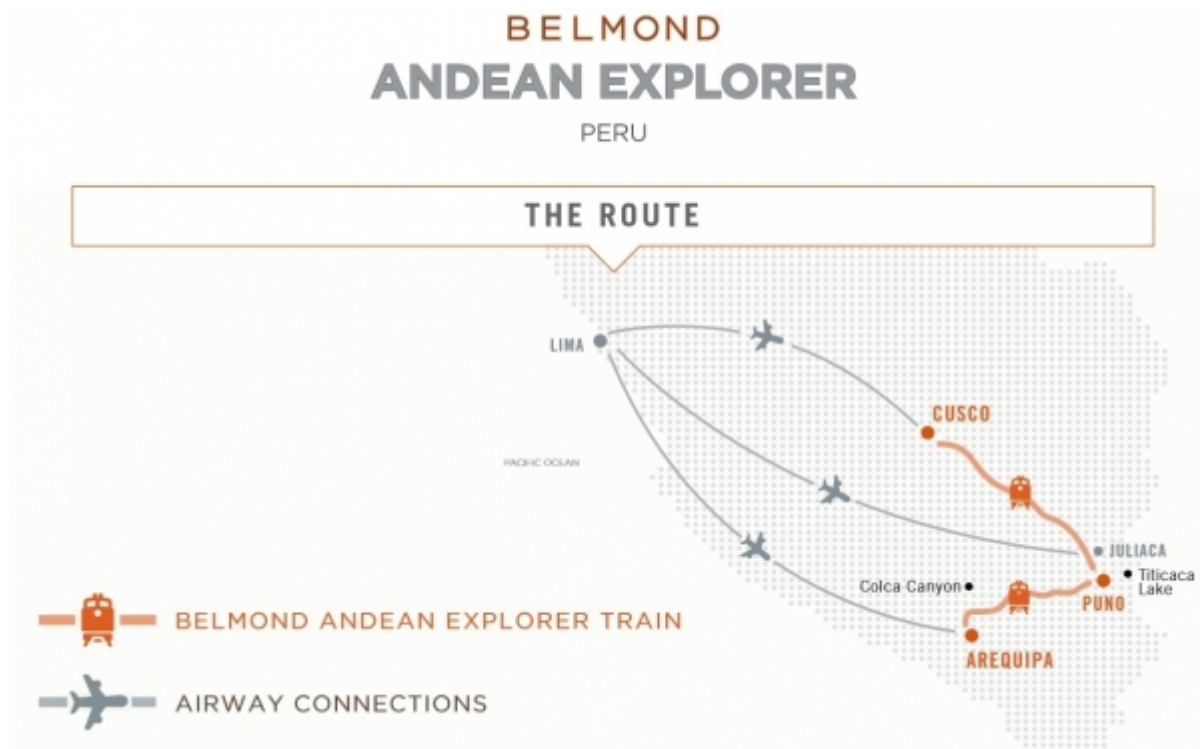 BELMOND
ANDEAN EXPLORER
PERU
THE ROUTE
LIMA
CUSCO
PACIFIC OCEAN
JULIACA
Titicaca
Lake
Colca Canyon
PUNO
AREQUIPA
BELMOND ANDEAN EXPLORER TRAIN
AIRWAY CONNECTIONS